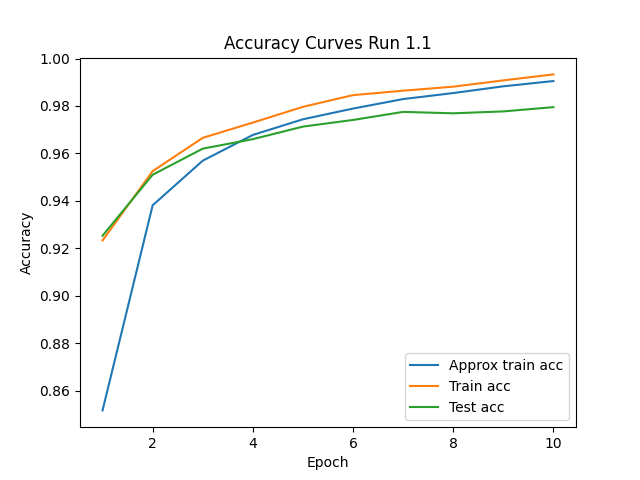 Accuracy Curves Run 1.1
1.00
0.98
0.96
0.94
0.92
0.90
0.88
0.86
Accuracy
Approx train acc
Train acc
Test acc
2 4 6 8 10
Epoch